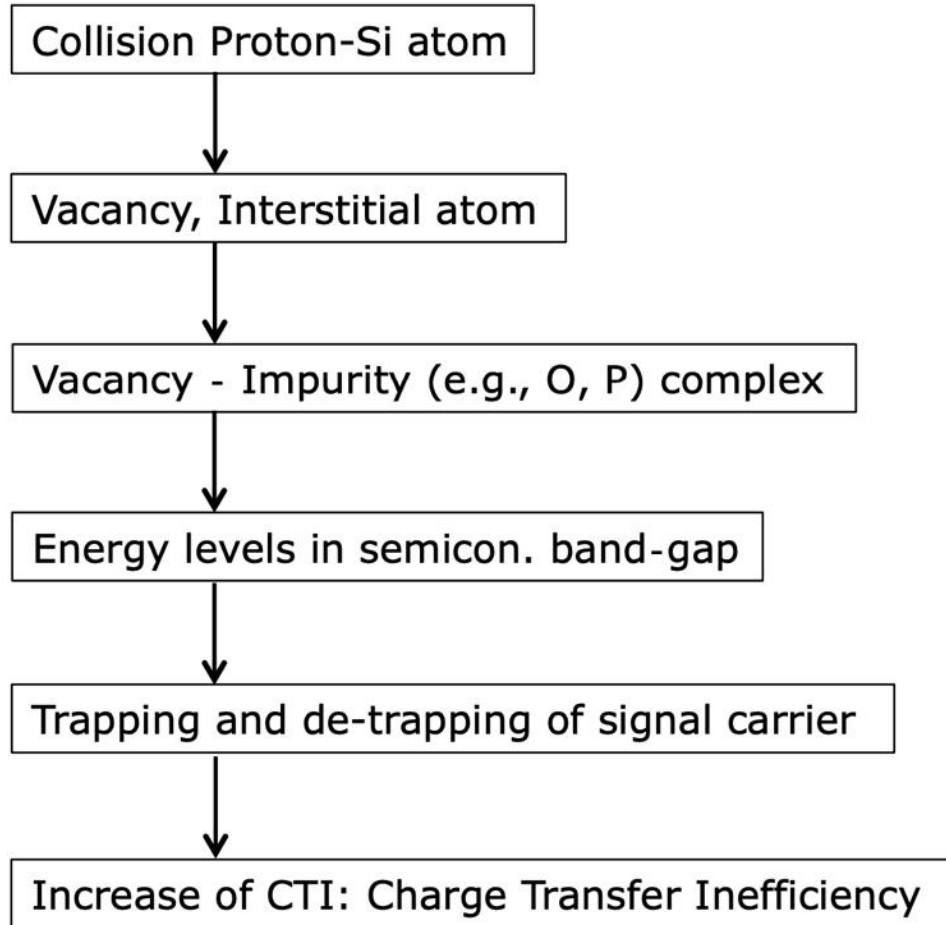 Collision Proton-Si atom
Vacancy, Interstitial atom
Vacancy - Impurity (e.g., O, P) complex
Energy levels in semicon. band-gap
Trapping and de-trapping of signal carrier
Increase of CTI: Charge Transfer Inefficiency